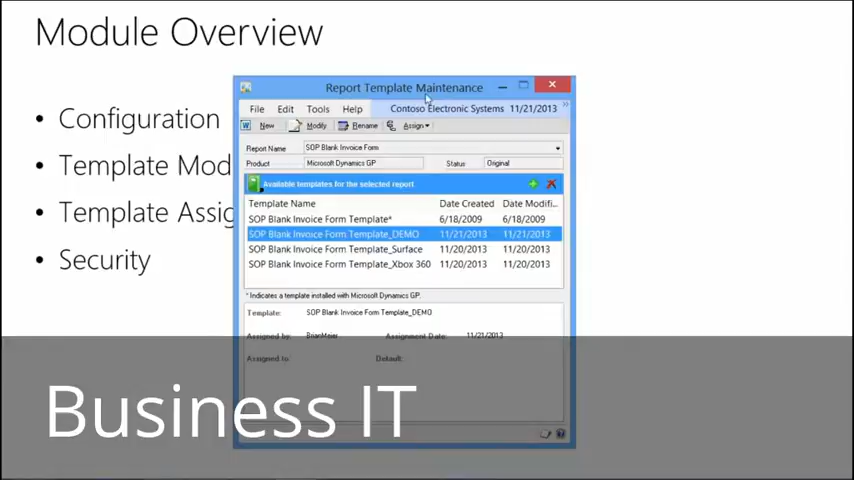 Module Overview
• Configuration
• Template Mod
• Template Assig
• Security
Report Template Maintenance
File Edit Tools Help Contoso Electronic Systems 11/21/2013
New Modify Rename Assign
Report Name SOP Blank Invoice Form
Product Microsoft Dynamics GP Status Original
Available templates for the selected report
Template Name Date Created Date Modifi...
SOP Blank Invoice Form Template* 6/18/2009 6/18/2009
SOP Blank Invoice Form Template_DEMO 11/21/2013 11/21/2013
SOP Blank Invoice Form Template_Surface 11/20/2013 11/20/2013
SOP Blank Invoice Form Template_Xbox 360 11/20/2013 11/20/2013
* Indicates a template installed with Microsoft Dynamics GP.
Template: SOP Blank Invoice Form Template_DEMO
Assigned by: BrianMeier Assignment Date: 11/21/2013
Assigned to: Default:
Business IT